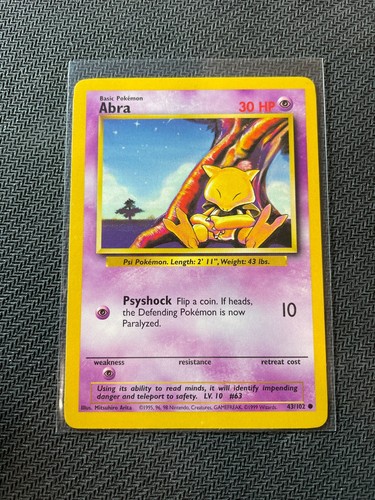 Basic Pokémon
Abra
30 HP
Psi Pokémon. Length: 2' 11", Weight: 43 lbs.
Psyshock Flip a coin. If heads,
the Defending Pokémon is now
Paralyzed.
10
weakness resistance retreat cost
Using its ability to read minds, it will identify impending
danger and teleport to safety. LV. 10 #63
Illus. Mitsuhiro Arita ©1995, 96, 98 Nintendo, Creatures, GAMEFREAK. ©1999 Wizards. 43/102